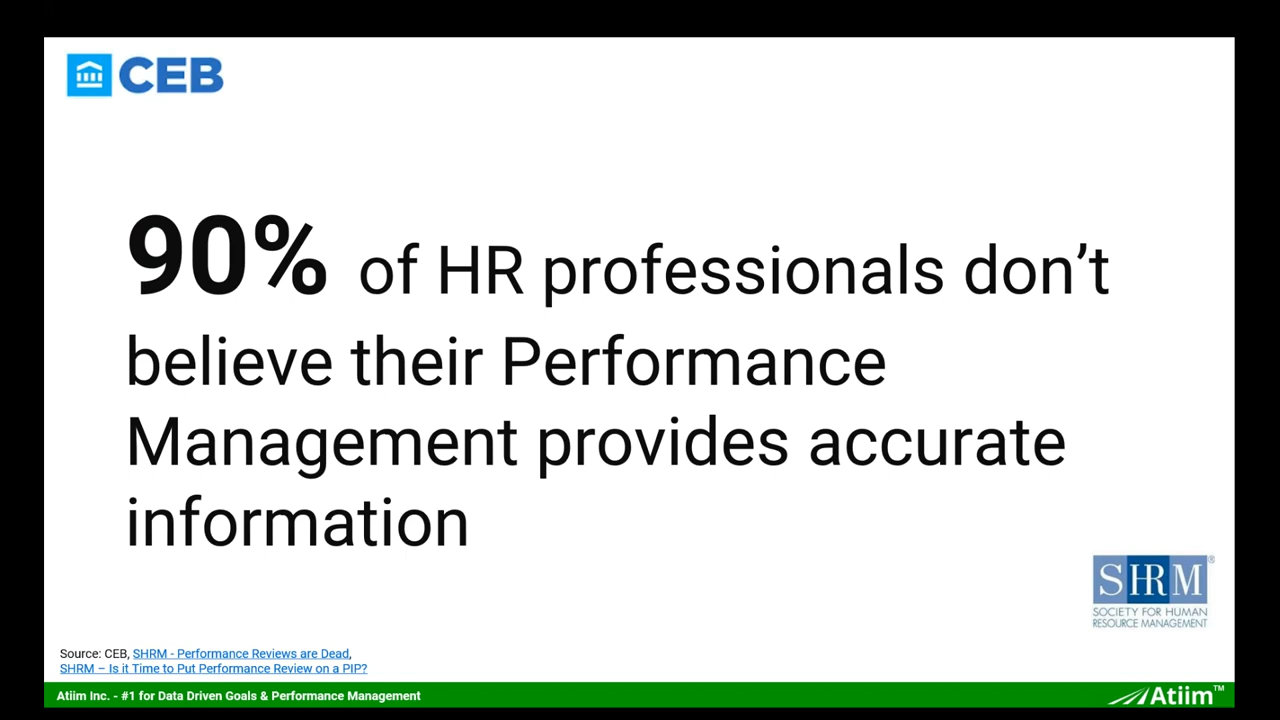 CEB
90% of HR professionals don’t
believe their Performance
Management provides accurate
information
SHRM®
SOCIETY FOR HUMAN
RESOURCE MANAGEMENT
Source: CEB, SHRM - Performance Reviews are Dead,
SHRM – Is it Time to Put Performance Review on a PIP?
Atiim Inc. - #1 for Data Driven Goals & Performance Management
Atiim™